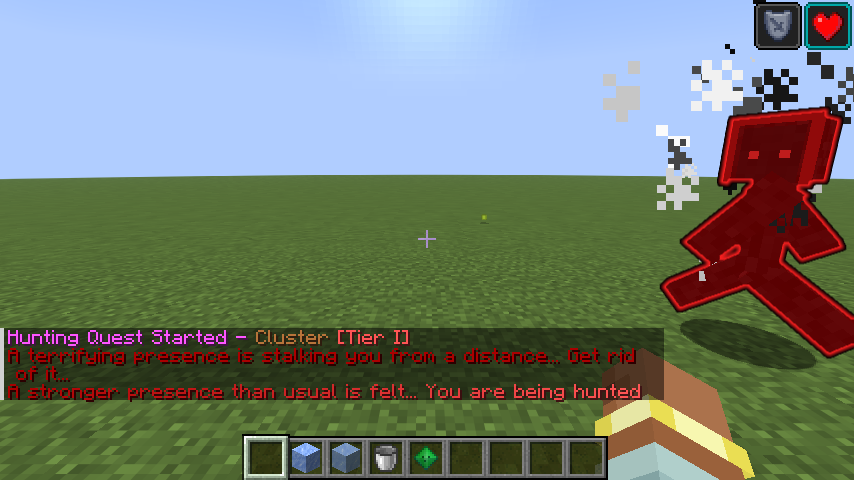 Hunting Quest Started - Cluster [Tier I]
A terrifying presence is stalking you from a distance... Get rid
of it...
A stronger presence than usual is felt... You are being hunted